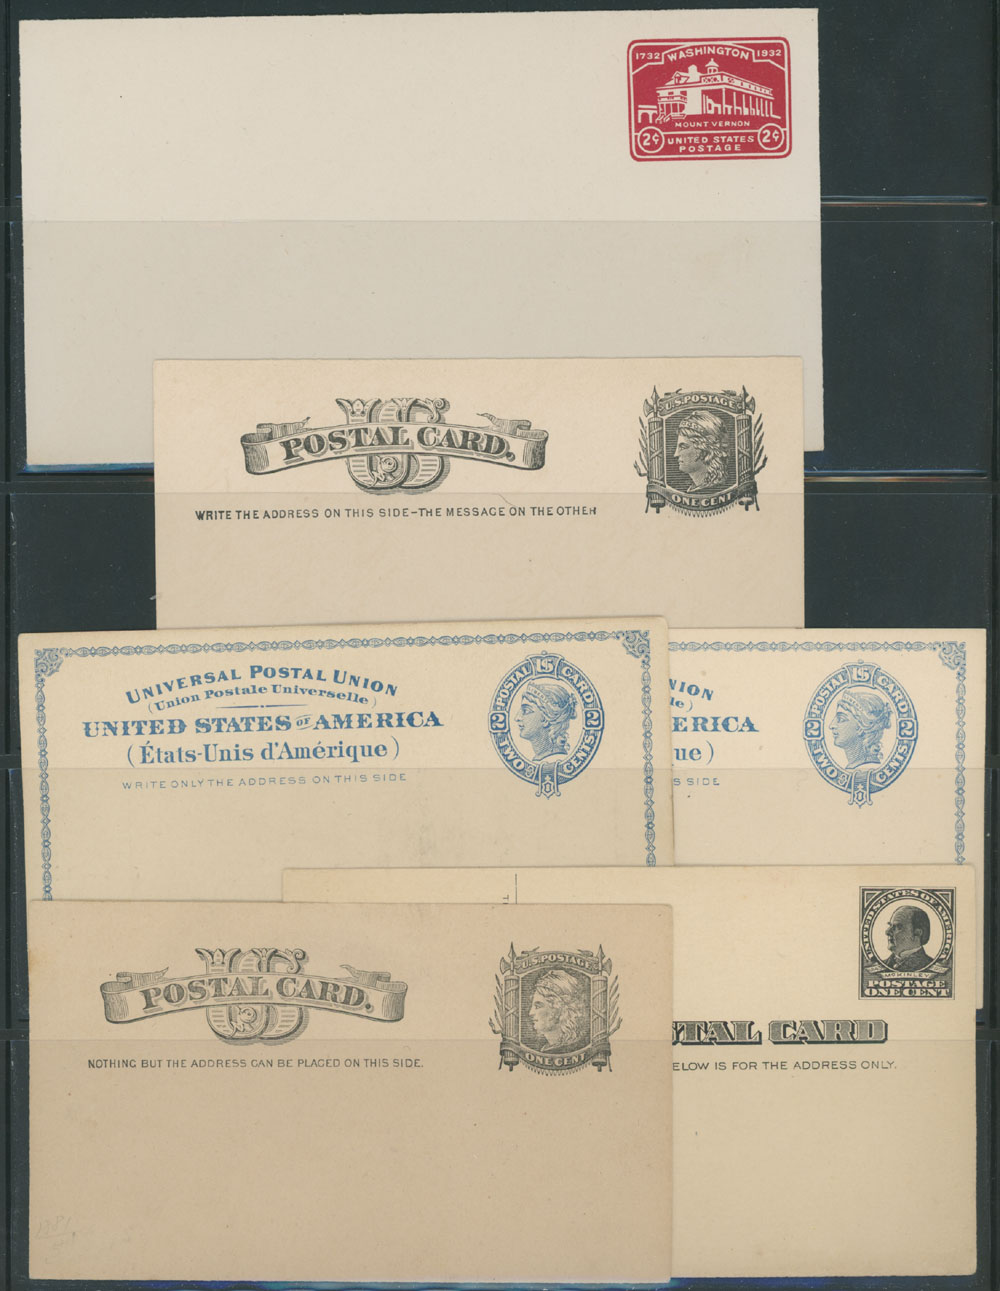 1732 WASHINGTON 1932
MOUNT VERNON
2¢ UNITED STATES 2¢
POSTAGE
POSTAL CARD.
WRITE THE ADDRESS ON THIS SIDE–THE MESSAGE ON THE OTHER
U.S. POSTAGE
ONE CENT
UNIVERSAL POSTAL UNION
(Union Postale Universelle)
UNITED STATES OF AMERICA
(États-Unis d'Amérique)
WRITE ONLY THE ADDRESS ON THIS SIDE
U.S. POSTAL CARD
2 2
TWO CENTS
ION
le)
MERICA
ue)
S SIDE
U.S. POSTAL CARD
2 2
TWO CENTS
UNITED STATES OF AMERICA
McKINLEY
POSTAGE
ONE CENT
STAL CARD
ELOW IS FOR THE ADDRESS ONLY.
POSTAL CARD.
NOTHING BUT THE ADDRESS CAN BE PLACED ON THIS SIDE.
U.S. POSTAGE
ONE CENT
1881